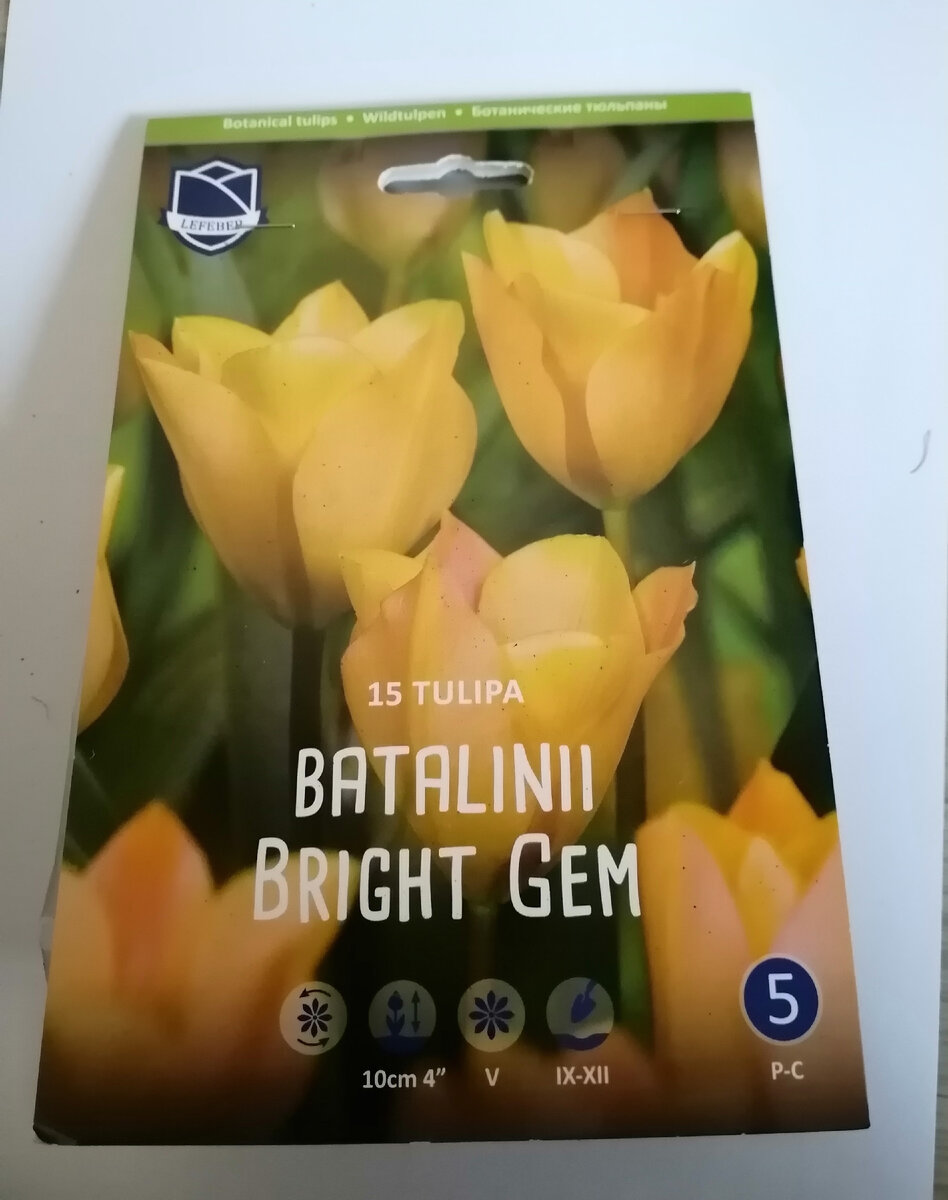 Botanical tulips • Wildtulpen • Ботанические тюльпаны
LEFEBER
15 TULIPA
BATALINII
BRIGHT GEM
5
10cm 4” V IX-XII P-C